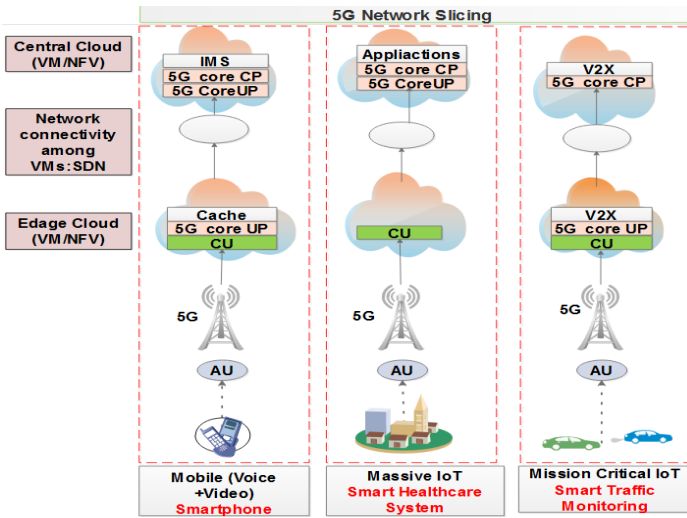 5G Network Slicing
Central Cloud
(VM/NFV)
IMS
5G core CP
5G CoreUP
Appliactions
5G core CP
5G CoreUP
V2X
5G core CP
Network
connectivity
among
VMs:SDN
Edage Cloud
(VM/NFV)
Cache
5G core UP
CU
CU
V2X
5G core UP
CU
5G
5G
5G
AU
AU
AU
Mobile (Voice
+Video)
Smartphone
Massive IoT
Smart Healthcare
System
Mission Critical IoT
Smart Traffic
Monitoring